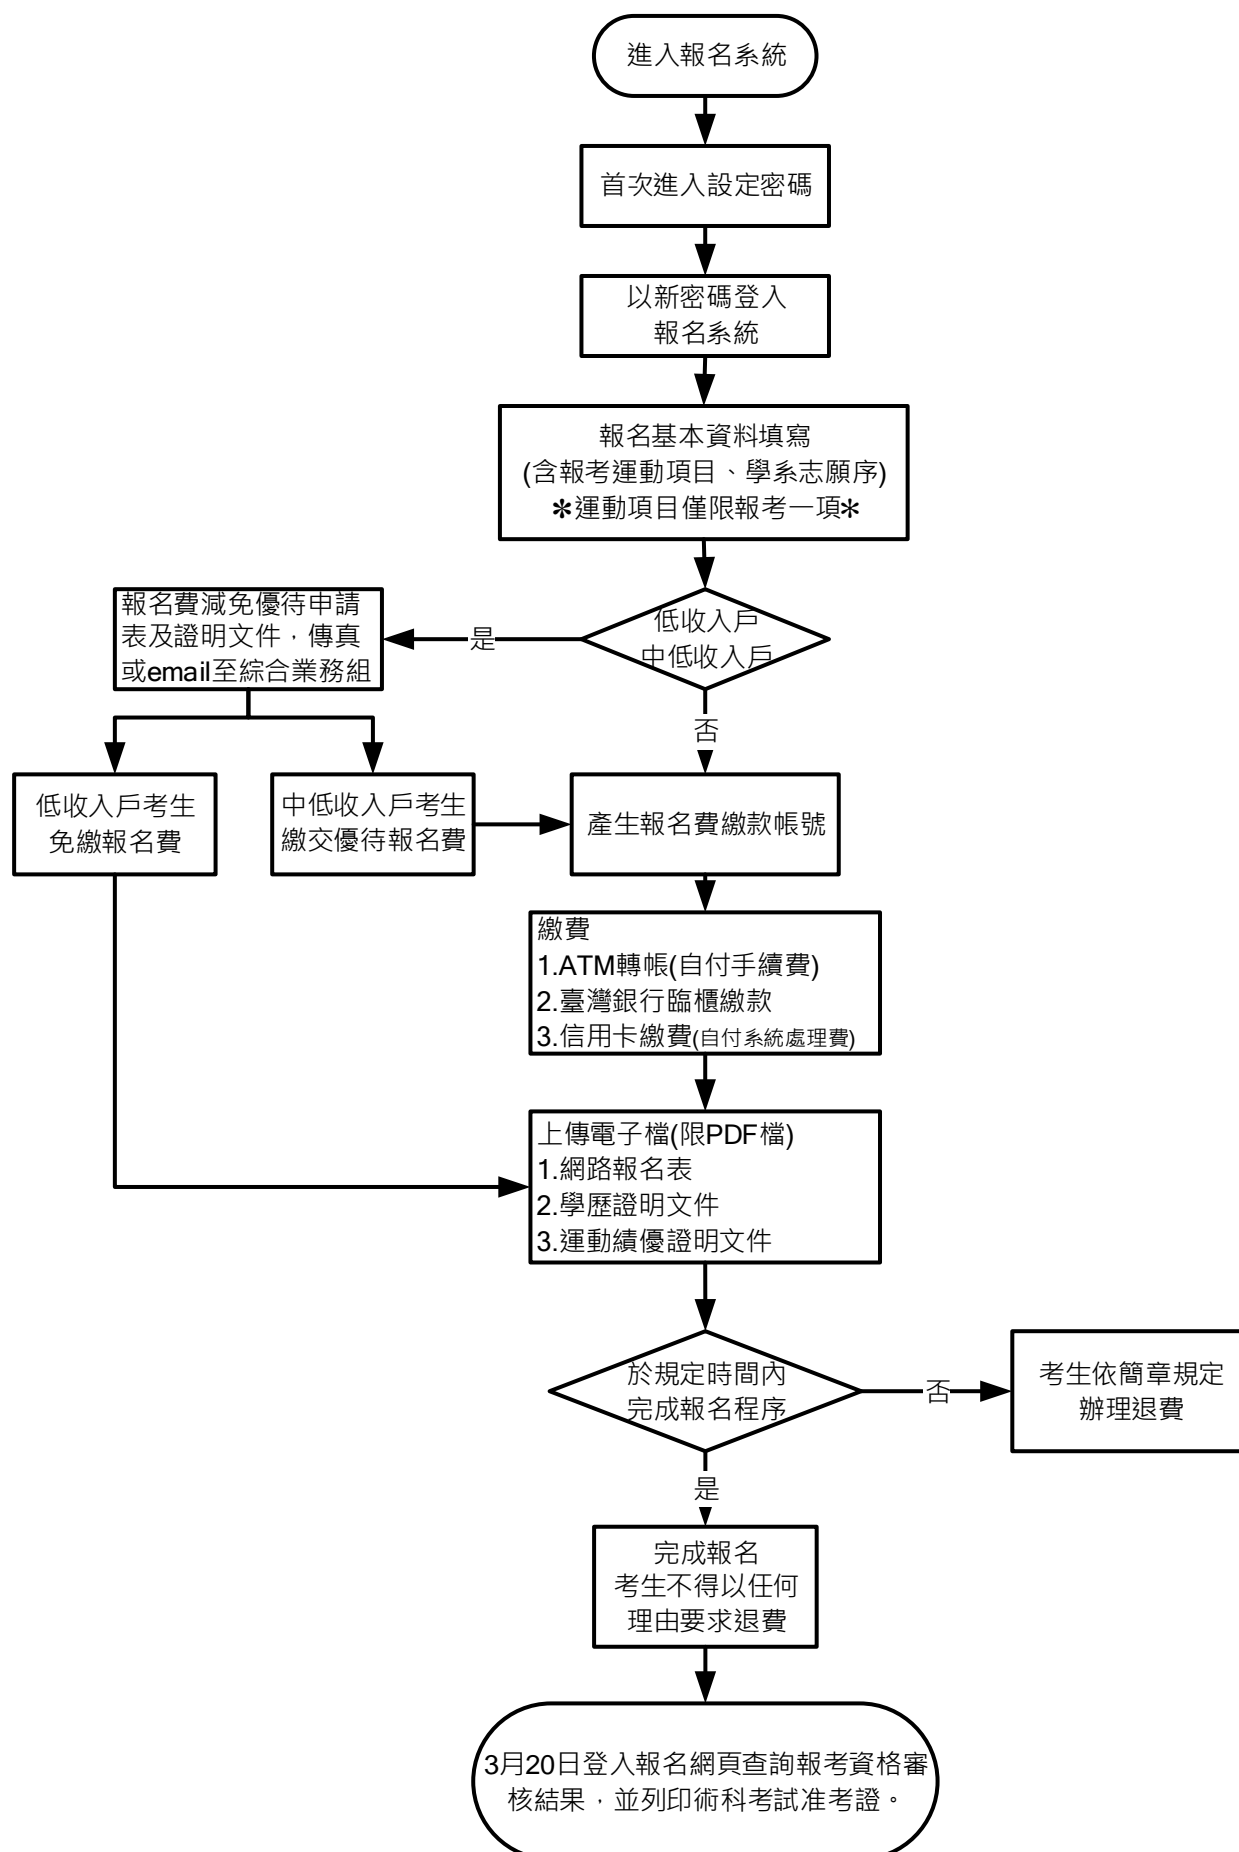 進入報名系統
首次進入設定密碼
以新密碼登入
報名系統
報名基本資料填寫
(含報考運動項目、學系志願序)
＊運動項目僅限報考一項＊
低收入戶
中低收入戶
是
報名費減免優待申請
表及證明文件，傳真
或email至綜合業務組
否
低收入戶考生
免繳報名費
中低收入戶考生
繳交優待報名費
產生報名費繳款帳號
繳費
1.ATM轉帳(自付手續費)
2.臺灣銀行臨櫃繳款
3.信用卡繳費(自付系統處理費)
上傳電子檔(限PDF檔)
1.網路報名表
2.學歷證明文件
3.運動績優證明文件
於規定時間內
完成報名程序
否
考生依簡章規定
辦理退費
是
完成報名
考生不得以任何
理由要求退費
3月20日登入報名網頁查詢報考資格審
核結果，並列印術科考試准考證。